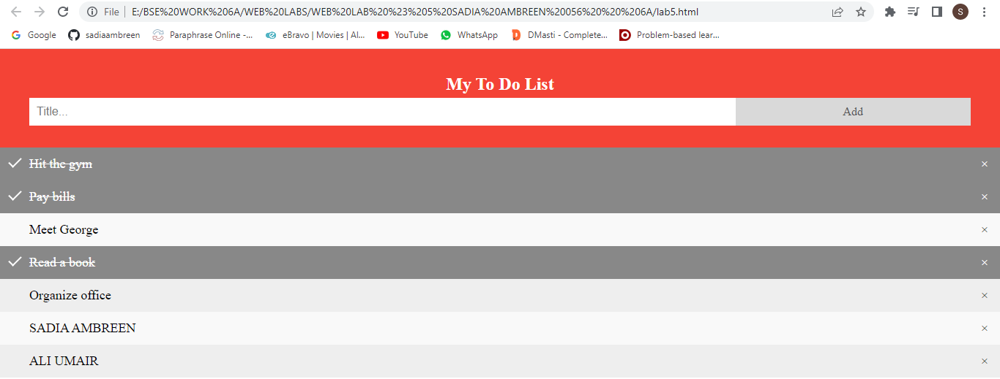 File E:/BSE%20WORK%206A/WEB%20LABS/WEB%20LAB%20%23%205%20SADIA%20AMBREEN%20056%20%20%206A/lab5.html S
Google sadiaambreen Paraphrase Online -... eBravo | Movies | Al... YouTube WhatsApp DMasti - Complete... Problem-based lear...
My To Do List
Title... Add
Hit the gym ×
Pay bills ×
Meet George ×
Read a book ×
Organize office ×
SADIA AMBREEN ×
ALI UMAIR ×